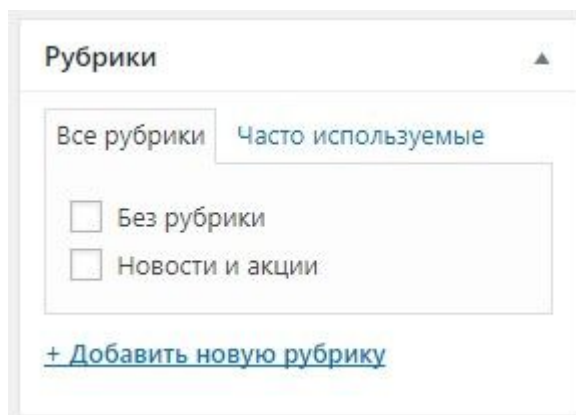 Рубрики
Все рубрики Часто используемые
Без рубрики
Новости и акции
+ Добавить новую рубрику